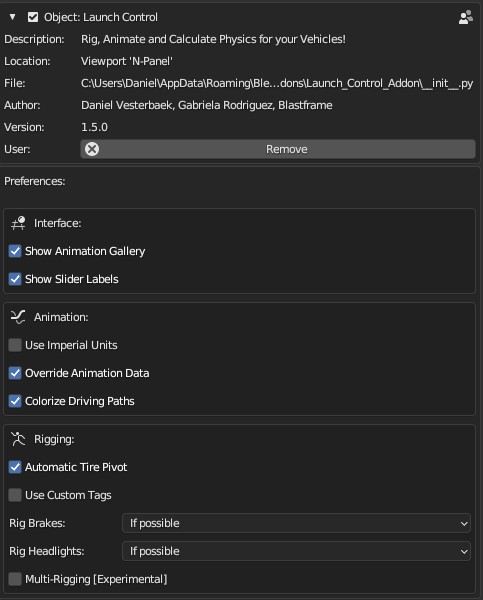 Object: Launch Control
Description: Rig, Animate and Calculate Physics for your Vehicles!
Location: Viewport 'N-Panel'
File: C:\Users\Daniel\AppData\Roaming\Ble...dons\Launch_Control_Addon\__init__.py
Author: Daniel Vesterbaek, Gabriela Rodriguez, Blastframe
Version: 1.5.0
User: Remove
Preferences:
Interface:
Show Animation Gallery
Show Slider Labels
Animation:
Use Imperial Units
Override Animation Data
Colorize Driving Paths
Rigging:
Automatic Tire Pivot
Use Custom Tags
Rig Brakes: If possible
Rig Headlights: If possible
Multi-Rigging [Experimental]